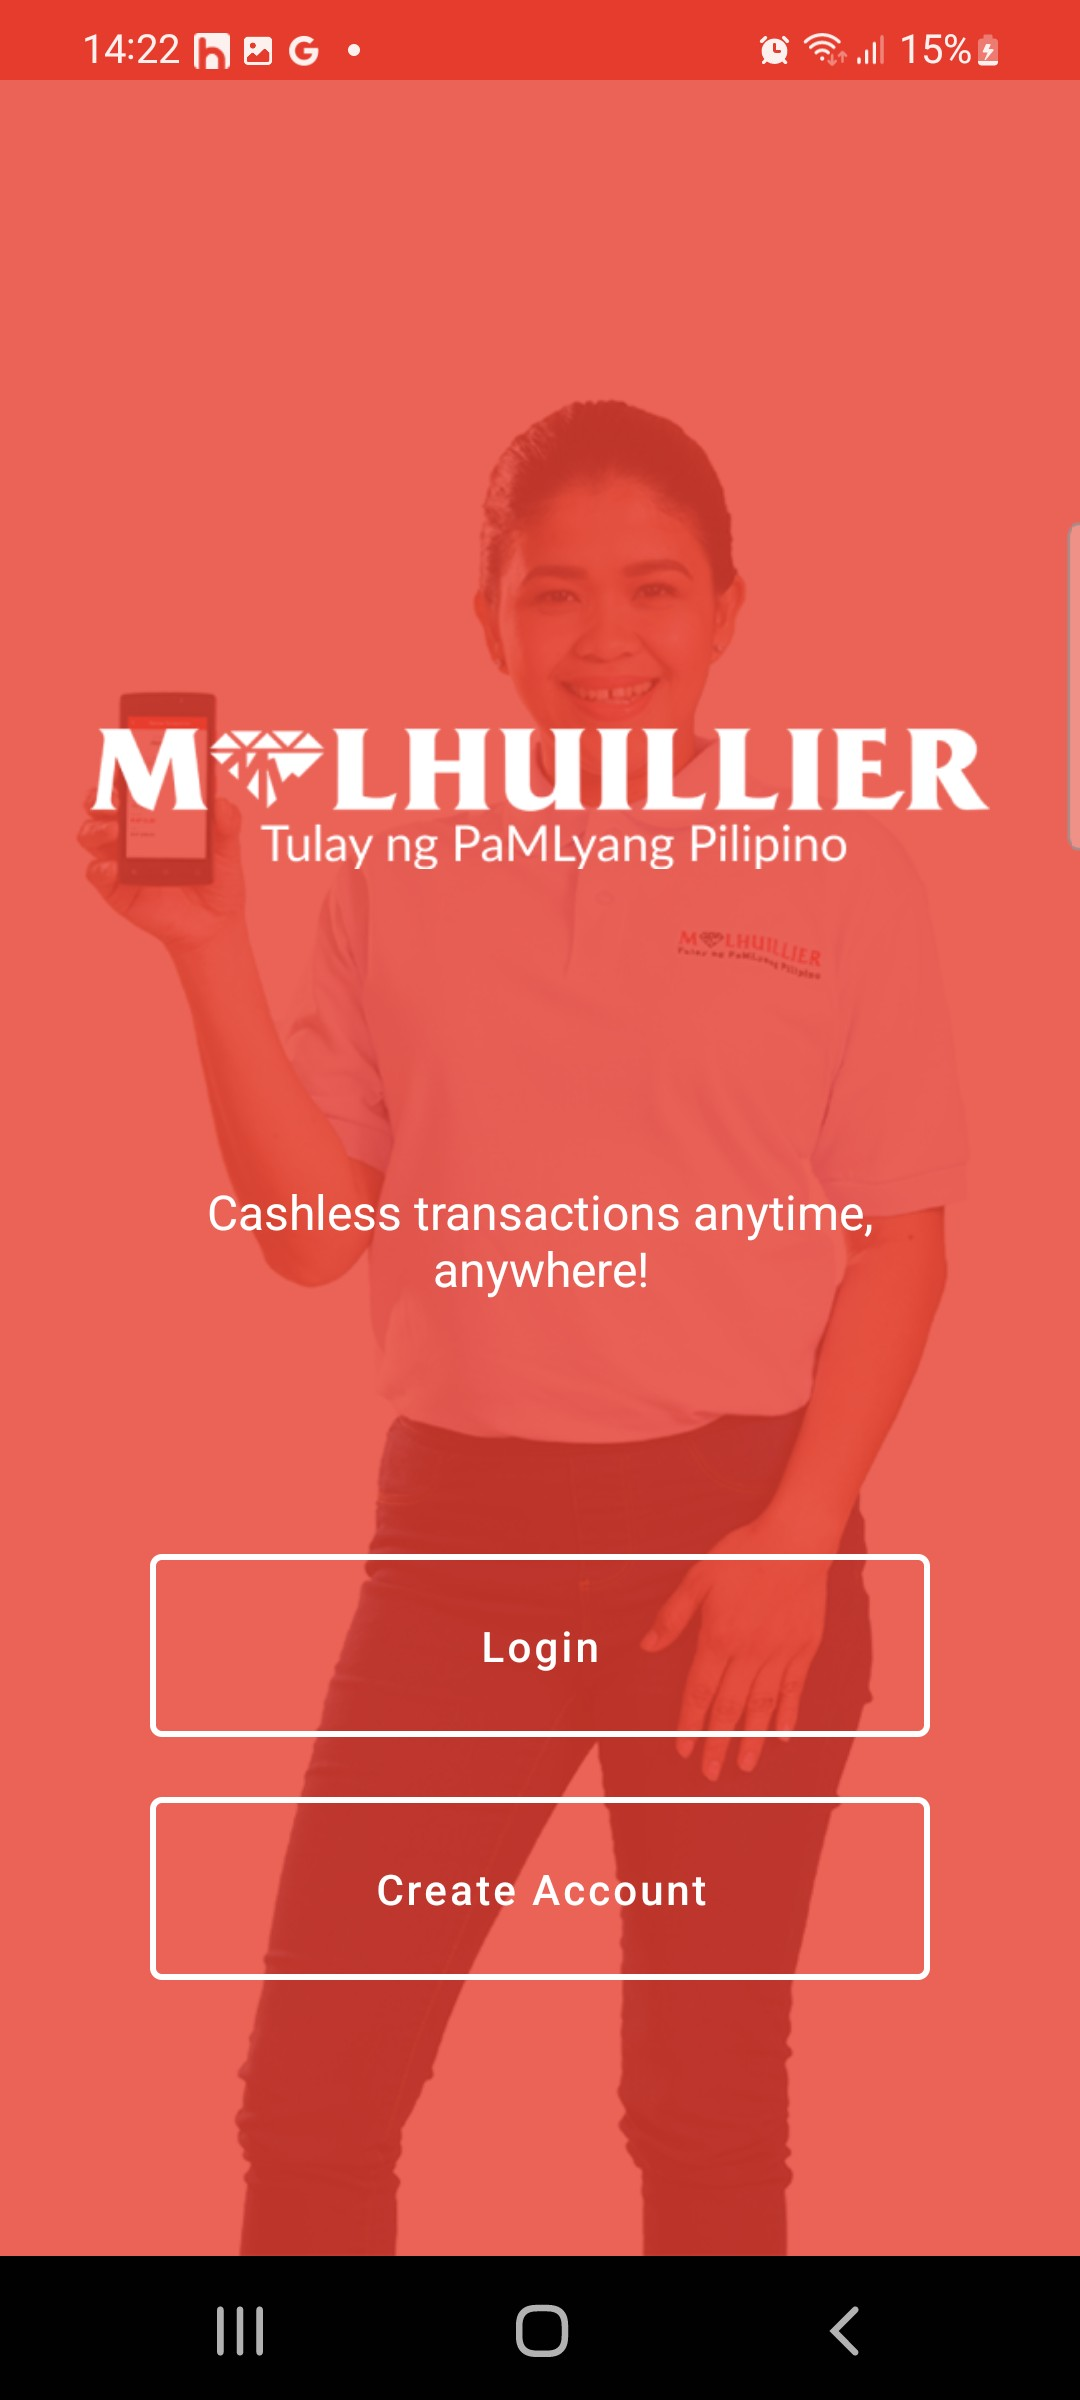 14:22
15%
M LHUILLIER
Tulay ng PaMLyang Pilipino
M LHUILLIER
Tulay ng PaMLyang Pilipino
Cashless transactions anytime,
anywhere!
Login
Create Account